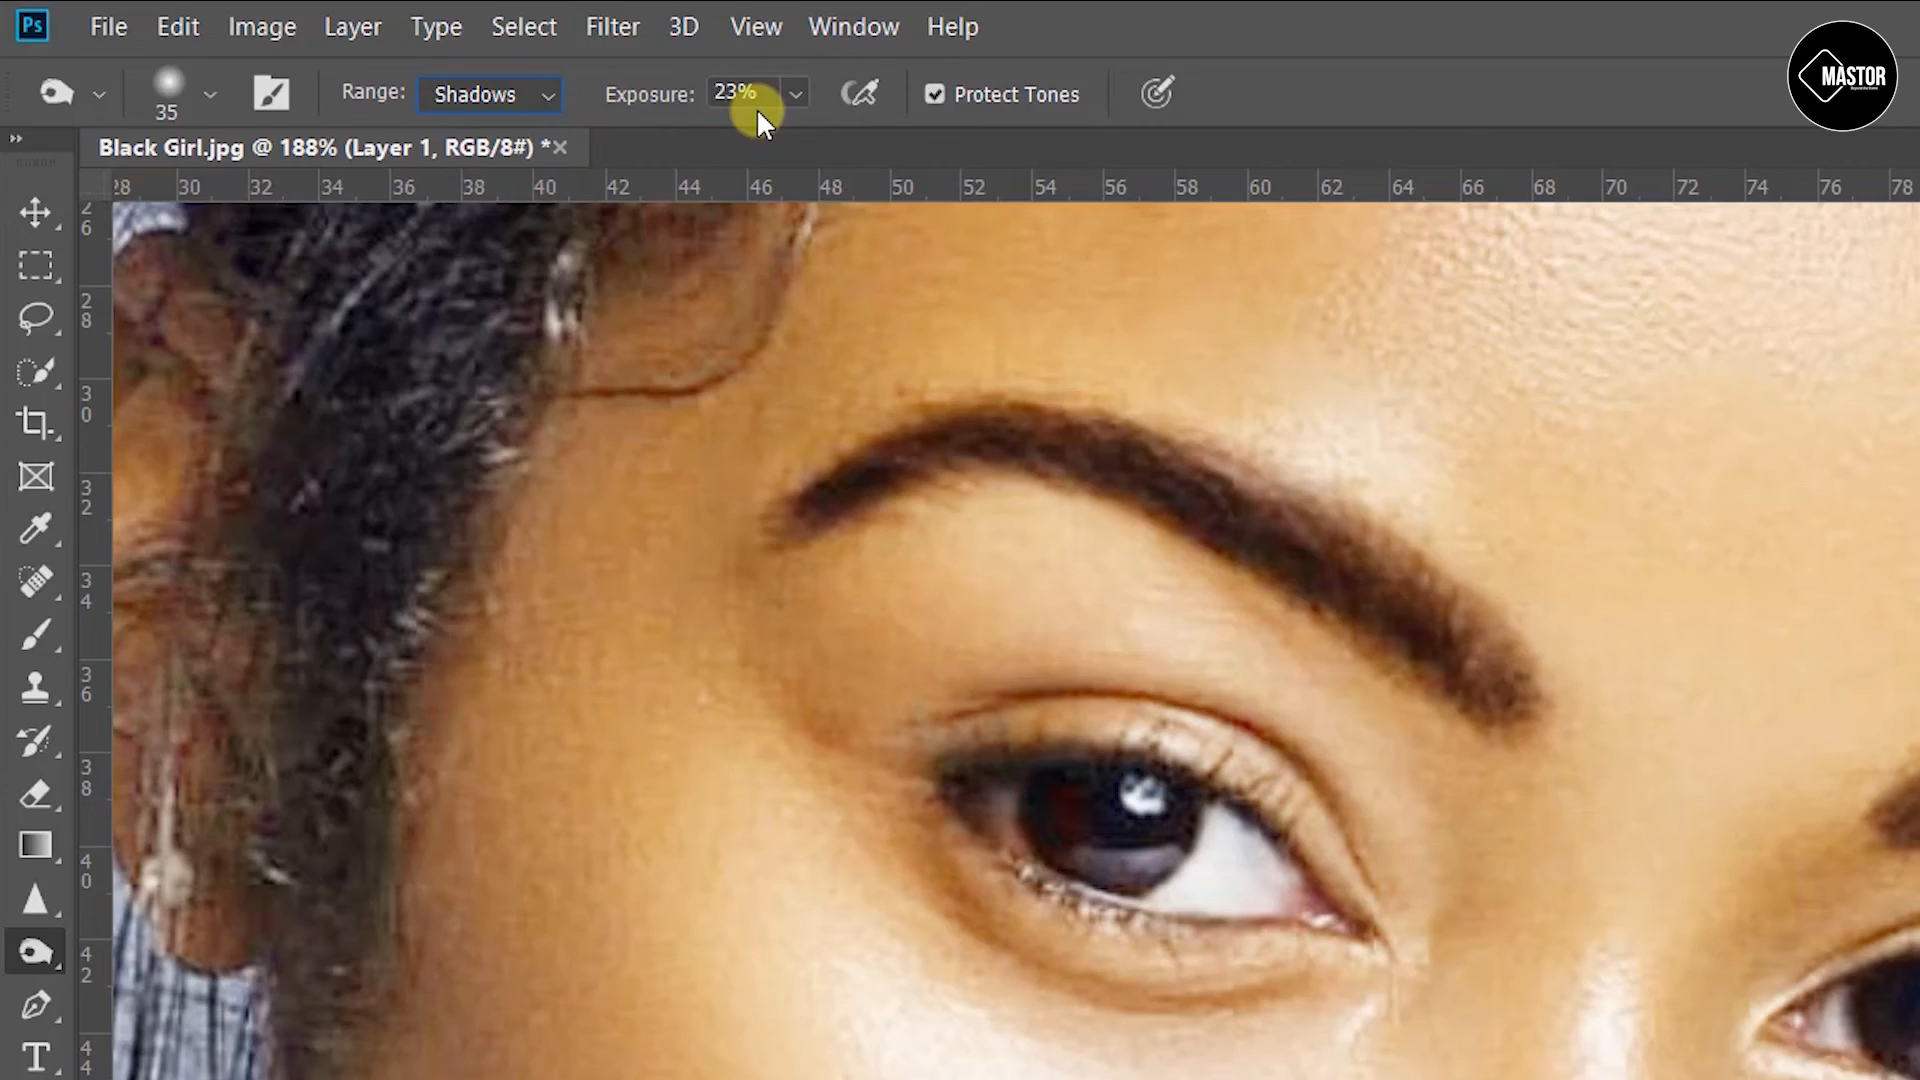 Ps File Edit Image Layer Type Select Filter 3D View Window Help
MASTOR
35 Range: Shadows Exposure: 23% Protect Tones
Black Girl.jpg @ 188% (Layer 1, RGB/8#) *
28 30 32 34 36 38 40 42 44 46 48 50 52 54 56 58 60 62 64 66 68 70 72 74 76 78
26
28
30
32
34
36
38
40
42
44
T